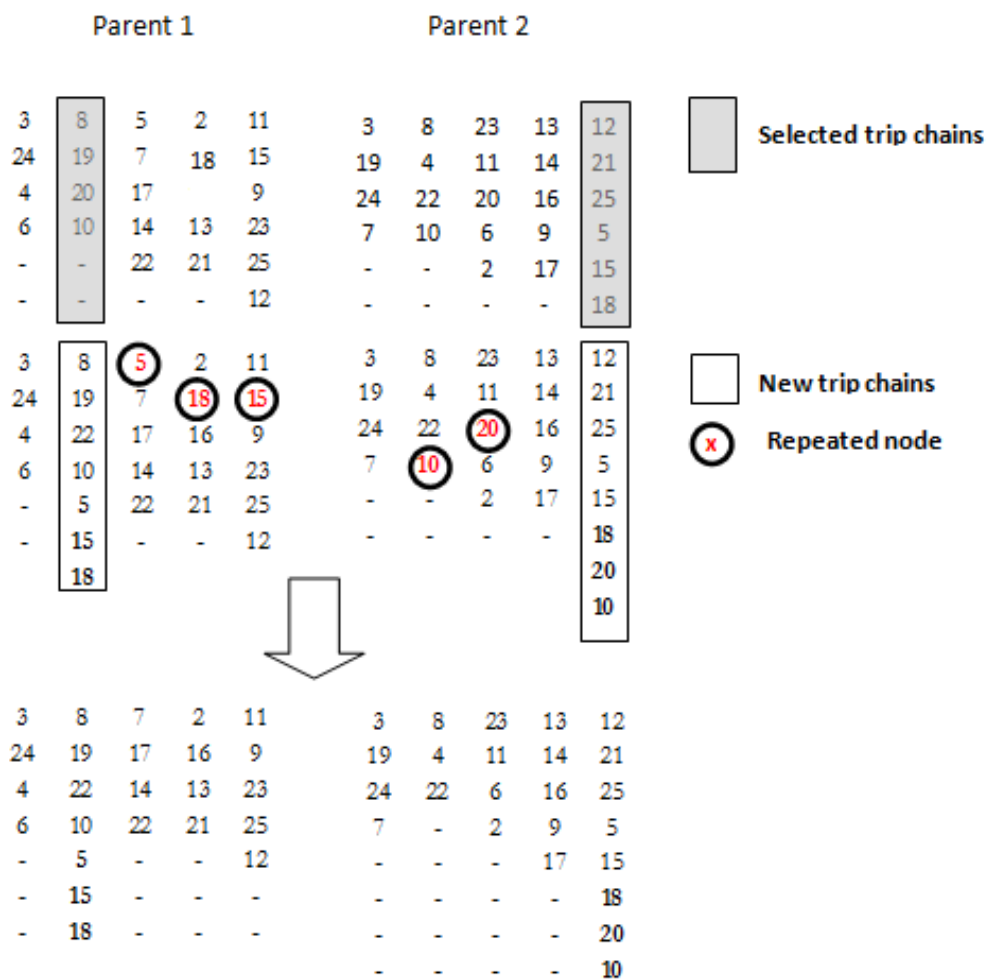 Parent 1 Parent 2
3 8 5 2 11 3 8 23 13 12 Selected trip chains
24 19 7 18 15 19 4 11 14 21
4 20 17 9 24 22 20 16 25
6 10 14 13 23 7 10 6 9 5
- - 22 21 25 - - 2 17 15
- - - - 12 - - - - 18
3 8 5 2 11 3 8 23 13 12 New trip chains
24 19 7 18 15 19 4 11 14 21
4 22 17 16 9 24 22 20 16 25 x Repeated node
6 10 14 13 23 7 10 6 9 5
- 5 22 21 25 - - 2 17 15
- 15 - - 12 - - - - 18
18 20
10
3 8 7 2 11 3 8 23 13 12
24 19 17 16 9 19 4 11 14 21
4 22 14 13 23 24 22 6 16 25
6 10 22 21 25 7 - 2 9 5
- 5 - - 12 - - - 17 15
- 15 - - - - - - - 18
- 18 - - - - - - - 20
- - - - 10